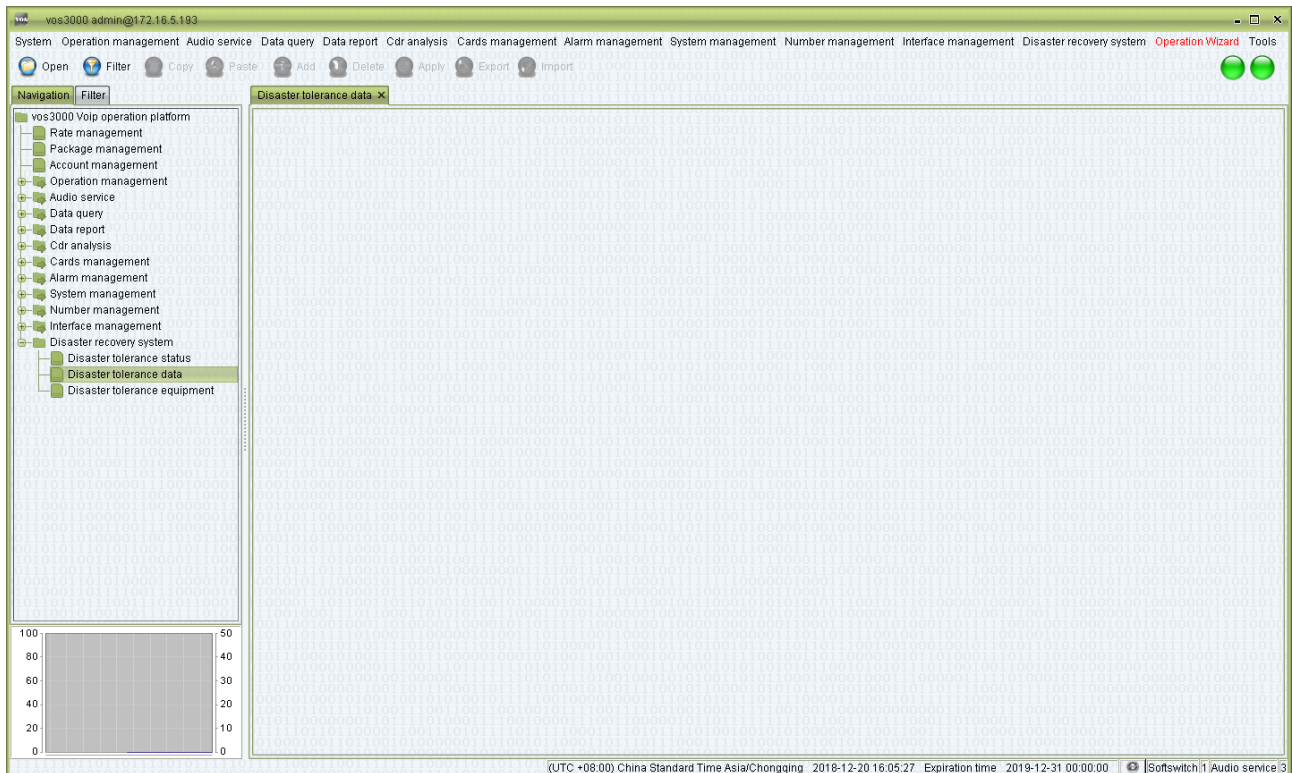 VOS vos3000 admin@172.16.5.193
System Operation management Audio service Data query Data report Cdr analysis Cards management Alarm management System management Number management Interface management Disaster recovery system Operation Wizard Tools
Open Filter Copy Paste Add Delete Apply Export Import
Navigation Filter Disaster tolerance data
vos3000 Voip operation platform
Rate management
Package management
Account management
Operation management
Audio service
Data query
Data report
Cdr analysis
Cards management
Alarm management
System management
Number management
Interface management
Disaster recovery system
Disaster tolerance status
Disaster tolerance data
Disaster tolerance equipment
100 50
80 40
60 30
40 20
20 10
0 0
(UTC +08:00) China Standard Time Asia/Chongqing 2018-12-20 16:05:27 Expiration time 2019-12-31 00:00:00 Softswitch 1 Audio service 3